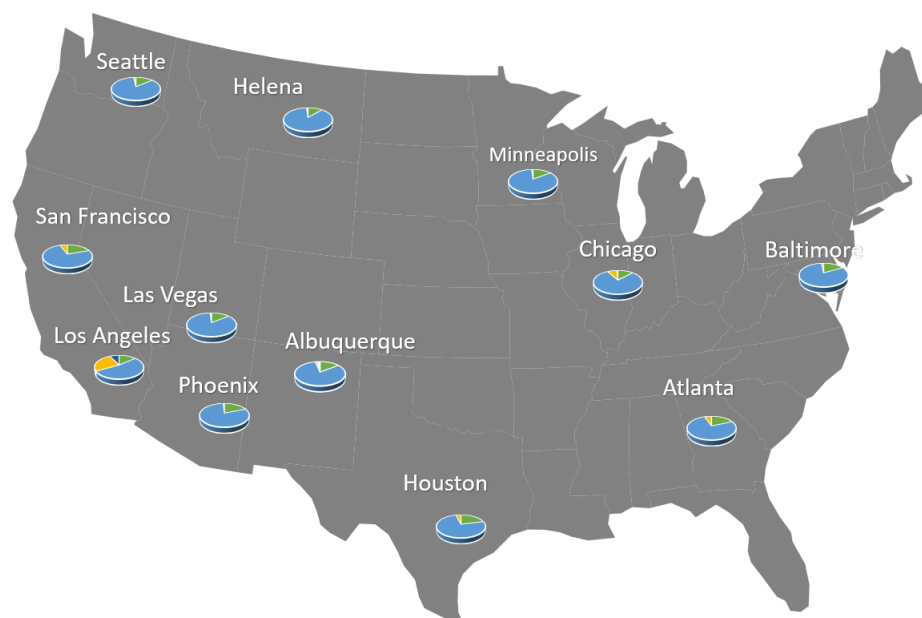 Seattle
Helena
Minneapolis
San Francisco
Chicago
Baltimore
Las Vegas
Los Angeles
Albuquerque
Phoenix
Atlanta
Houston